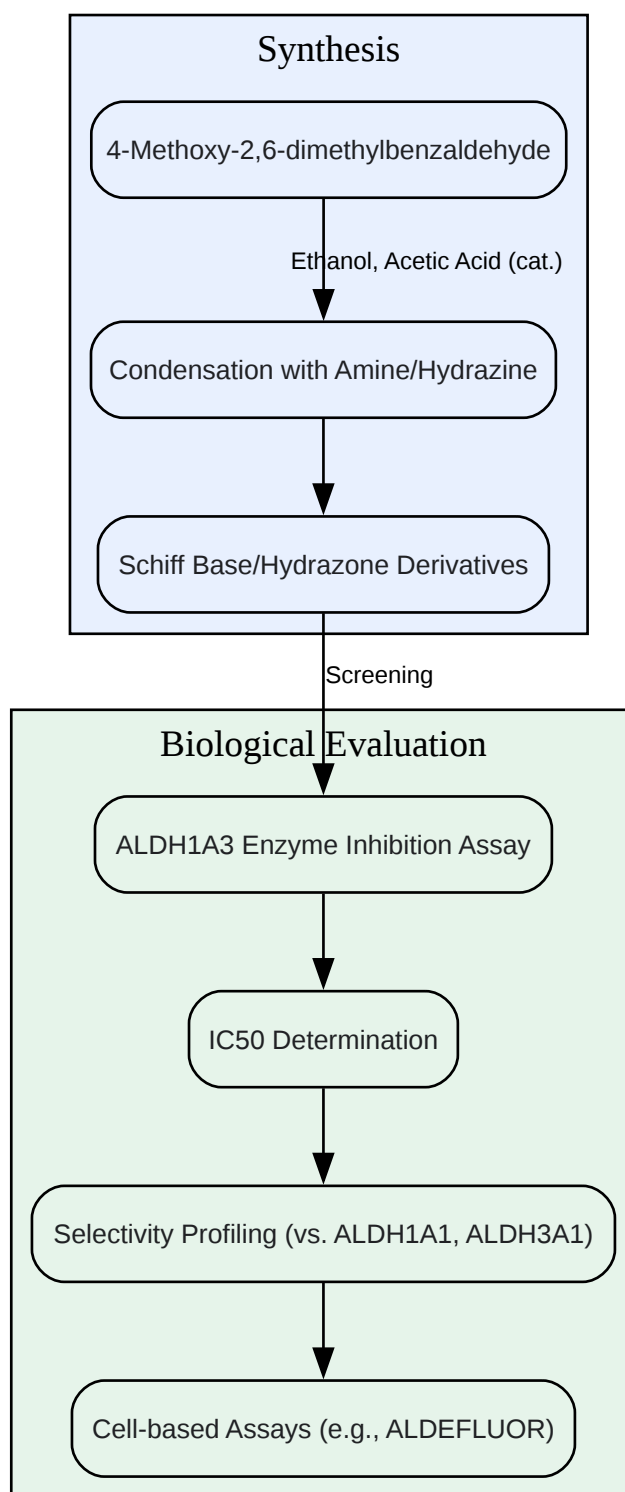 Synthesis
4-Methoxy-2,6-dimethylbenzaldehyde
Ethanol, Acetic Acid (cat.)
Condensation with Amine/Hydrazine
Schiff Base/Hydrazone Derivatives
Screening
Biological Evaluation
ALDH1A3 Enzyme Inhibition Assay
IC50 Determination
Selectivity Profiling (vs. ALDH1A1, ALDH3A1)
Cell-based Assays (e.g., ALDEFLUOR)